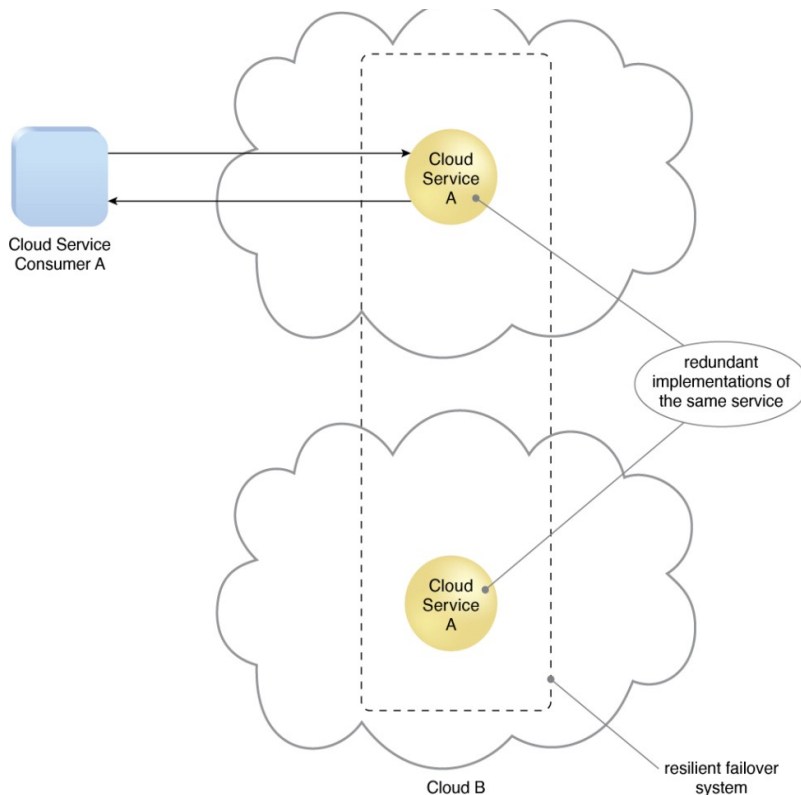 Cloud
Service
A
Cloud Service
Consumer A
redundant
implementations of
the same service
Cloud
Service
A
resilient failover
system
Cloud B